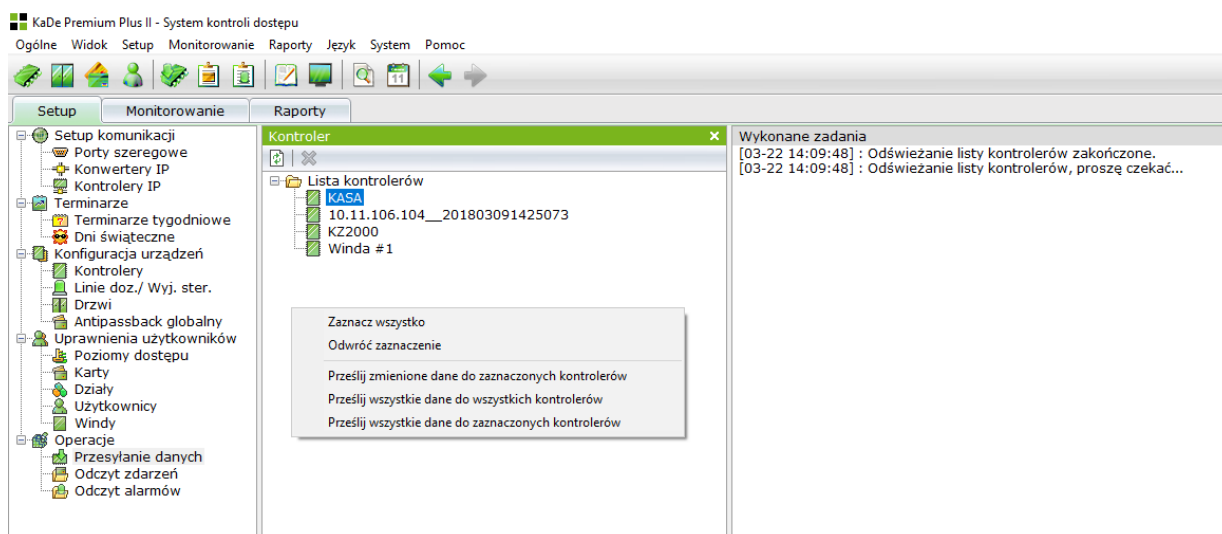 KaDe Premium Plus II - System kontroli dostępu
Ogólne Widok Setup Monitorowanie Raporty Język System Pomoc
11
Setup Monitorowanie Raporty
Setup komunikacji
Porty szeregowe
Konwertery IP
Kontrolery IP
Terminarze
7 Terminarze tygodniowe
Dni świąteczne
Konfiguracja urządzeń
Kontrolery
Linie doz./ Wyj. ster.
Drzwi
Antipassback globalny
Uprawnienia użytkowników
Poziomy dostępu
Karty
Działy
Użytkownicy
Windy
Operacje
Przesyłanie danych
Odczyt zdarzeń
Odczyt alarmów
Kontroler
Lista kontrolerów
KASA
10.11.106.104__201803091425073
KZ2000
Winda #1
Zaznacz wszystko
Odwróć zaznaczenie
Prześlij zmienione dane do zaznaczonych kontrolerów
Prześlij wszystkie dane do wszystkich kontrolerów
Prześlij wszystkie dane do zaznaczonych kontrolerów
Wykonane zadania
[03-22 14:09:48] : Odświeżanie listy kontrolerów zakończone.
[03-22 14:09:48] : Odświeżanie listy kontrolerów, proszę czekać...